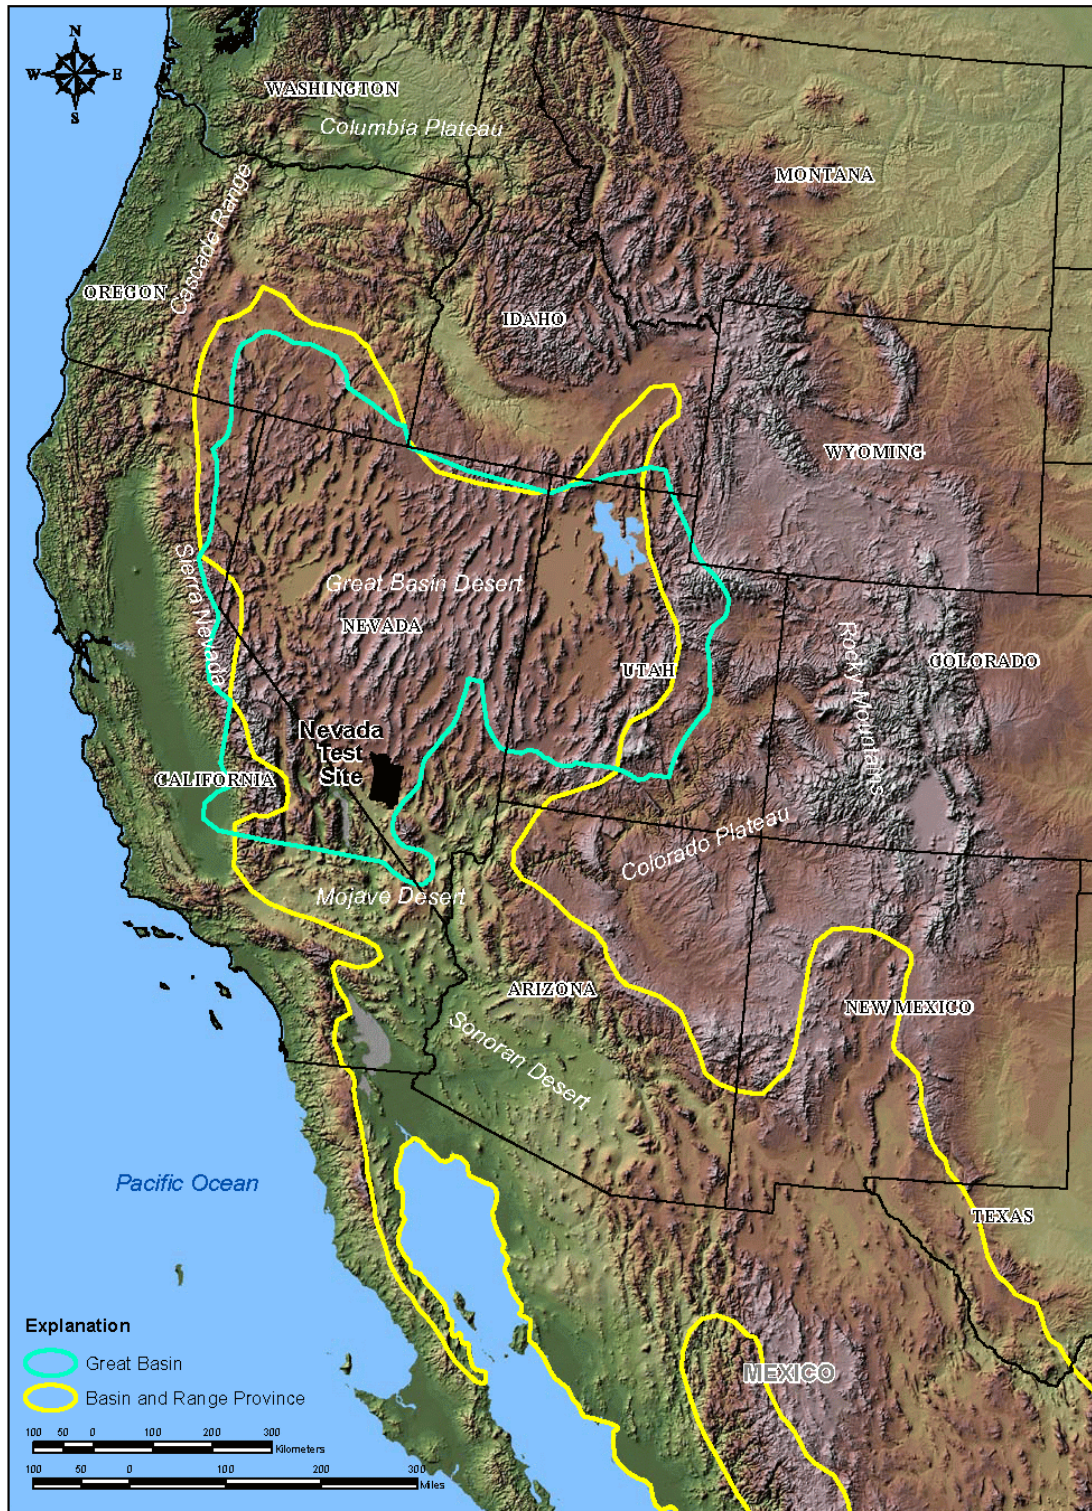 N
W E
S
WASHINGTON
Columbia Plateau
MONTANA
Cascade Range
OREGON
IDAHO
WYOMING
Sierra Nevada
Great Basin Desert
NEVADA
UTAH
Rocky Mountains
COLORADO
Nevada
Test
Site
CALIFORNIA
Colorado Plateau
Mojave Desert
ARIZONA
NEW MEXICO
Sonoran Desert
Pacific Ocean
TEXAS
MEXICO
Explanation
Great Basin
Basin and Range Province
100 50 0 100 200 300
Kilometers
100 50 0 100 200 300
Miles